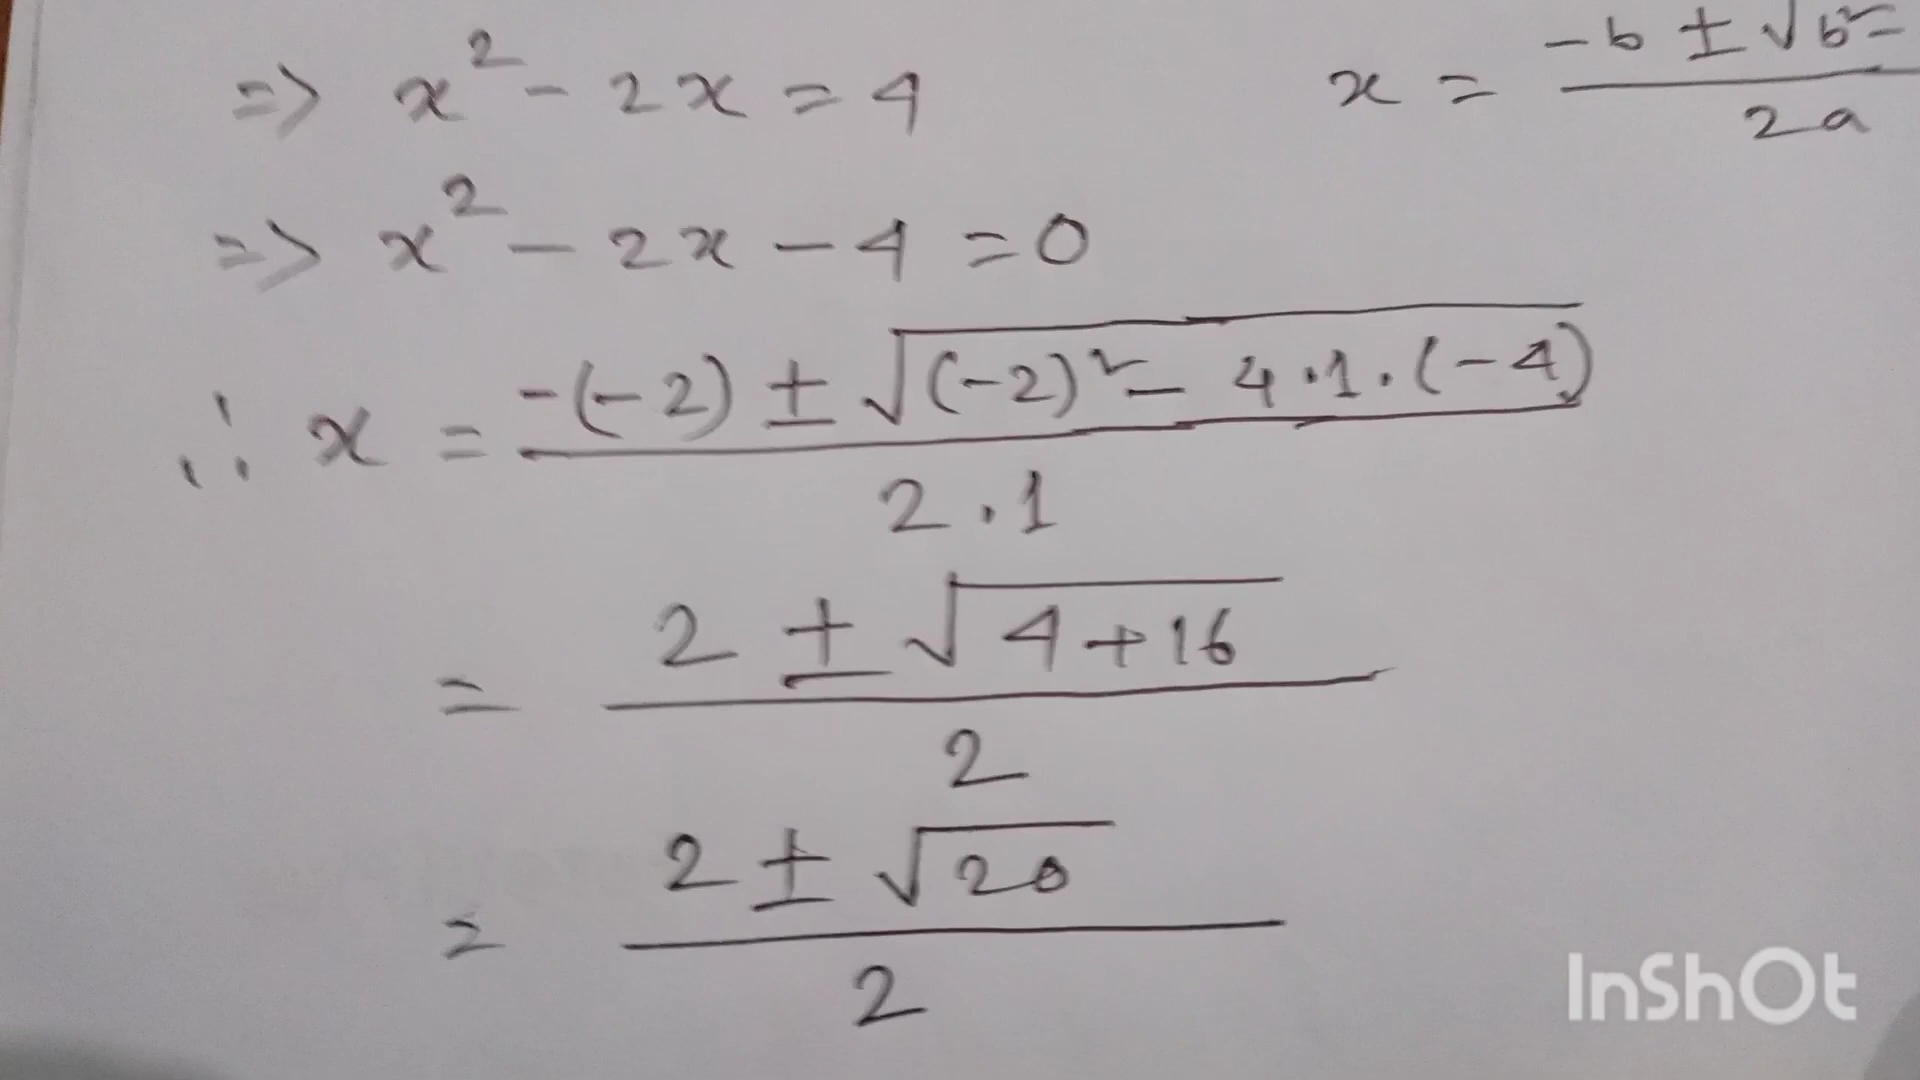 => x² - 2x = 4
x = (-b ± √b² -) / 2a
=> x² - 2x - 4 = 0
∴ x = (-(-2) ± √((-2)² - 4·1·(-4))) / 2·1
= (2 ± √(4+16)) / 2
= (2 ± √20) / 2
InShOt